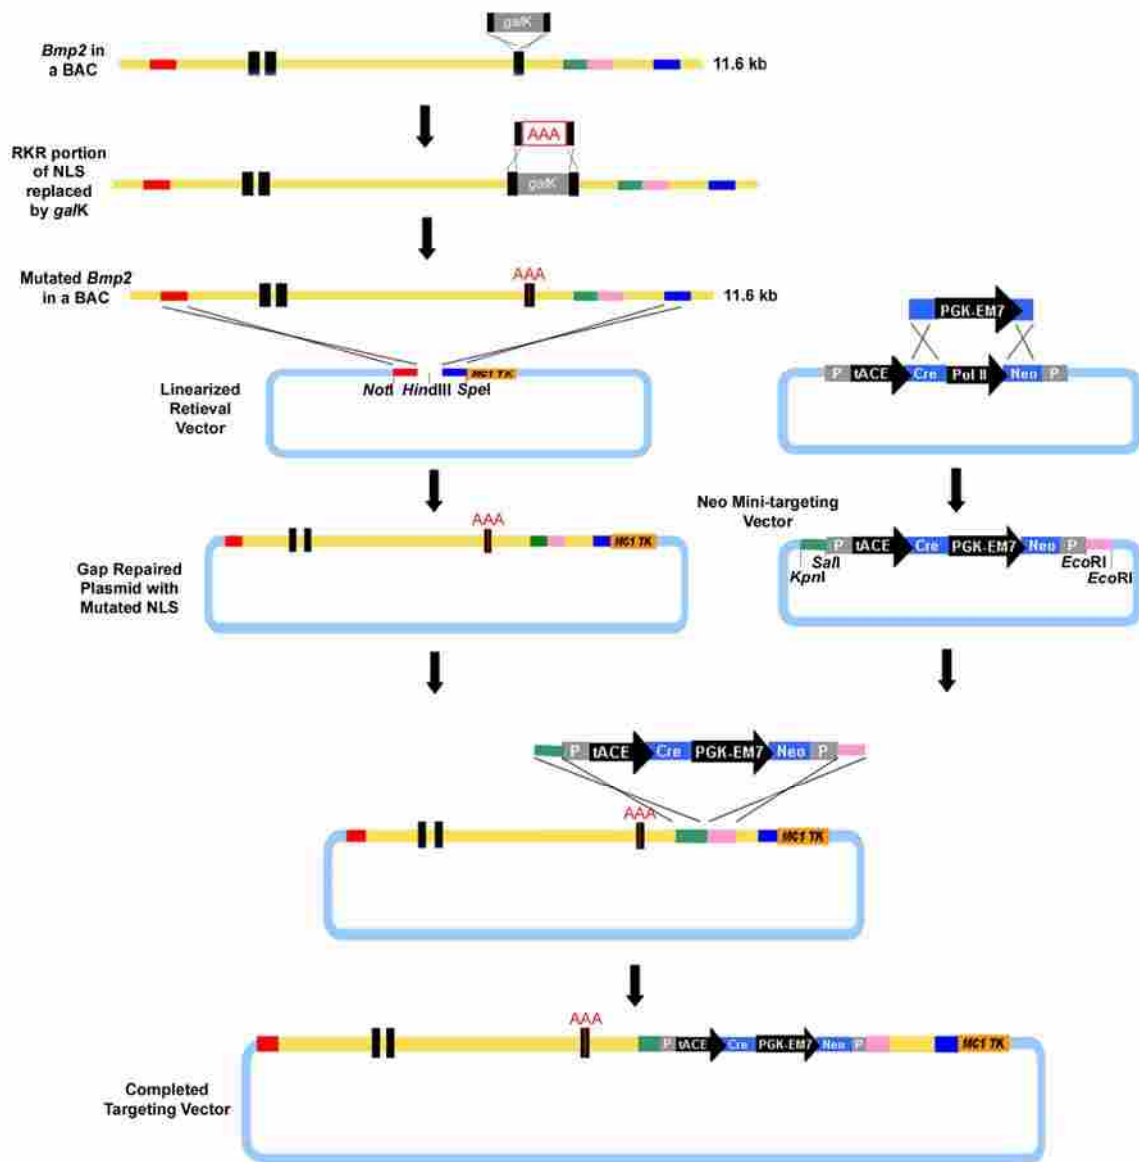 galK
Bmp2 in
a BAC
11.6 kb
AAA
RKR portion
of NLS
replaced
by galK
galK
Mutated Bmp2
in a BAC
AAA
11.6 kb
PGK-EM7
P tACE Cre Pol II Neo P
Linearized
Retieval
Vector
MC1 TK
NotI HindIII SpeI
Neo Mini-targeting
Vector
AAA
MC1 TK
P tACE Cre PGK-EM7 Neo P
SalI
KpnI
EcoRI
EcoRI
Gap Repaired
Plasmid with
Mutated NLS
P tACE Cre PGK-EM7 Neo P
AAA
MC1 TK
AAA
P tACE Cre PGK-EM7 Neo P
MC1 TK
Completed
Targeting Vector